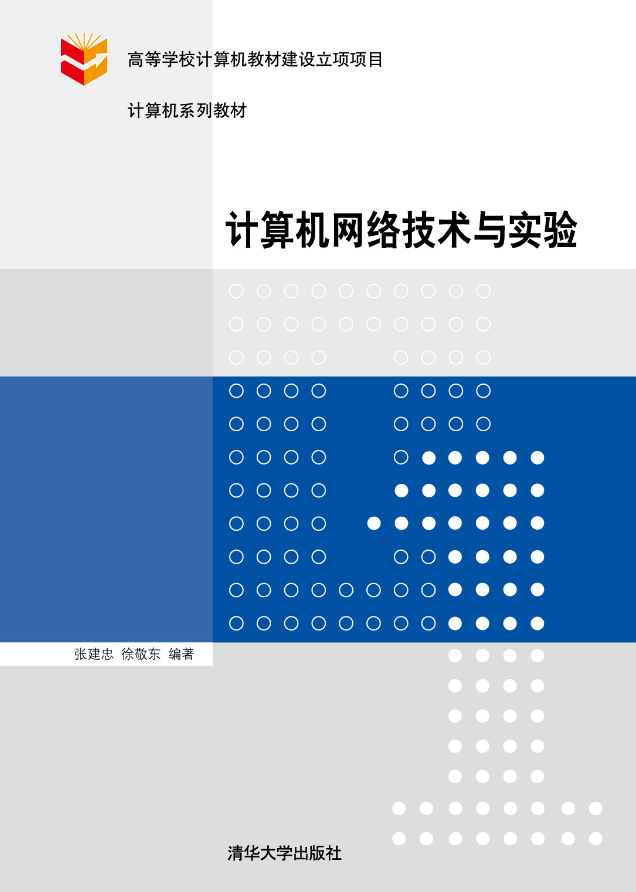 高等学校计算机教材建设立项项目
计算机系列教材
计算机网络技术与实验
张建忠 徐敬东 编著
清华大学出版社